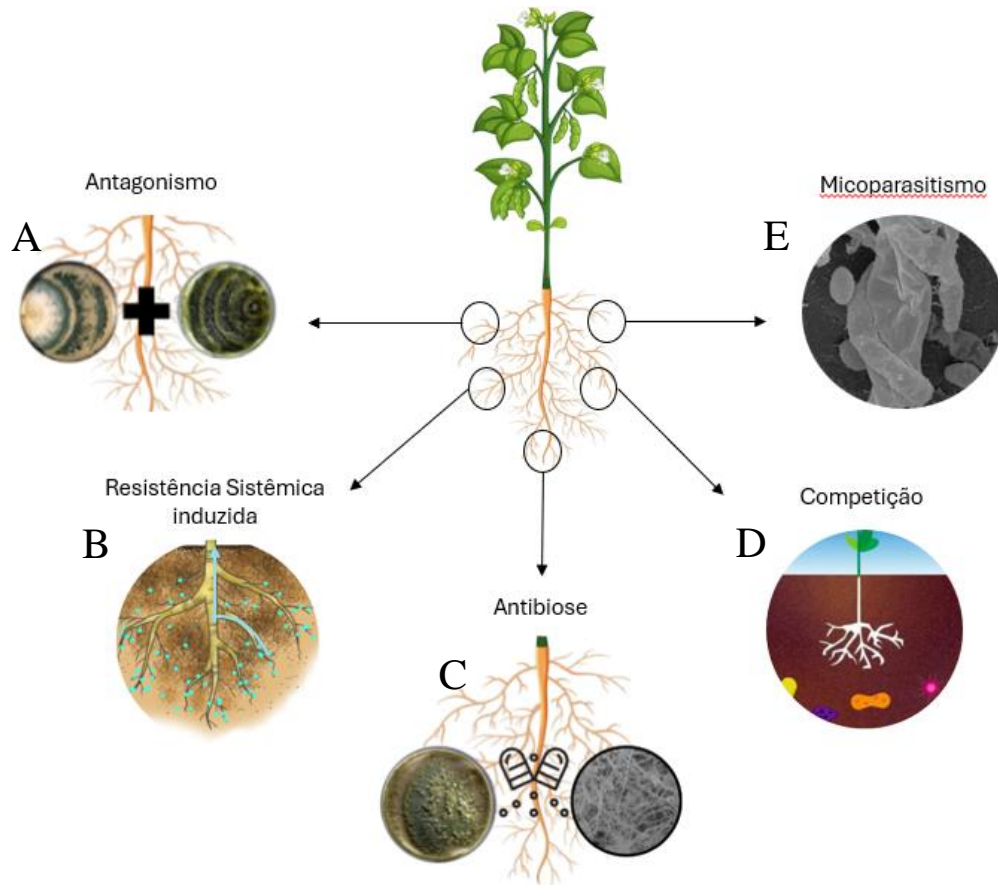 Antagonismo
A
Micoparasitismo
E
Resistência Sistêmica
induzida
B
Antibiose
C
Competição
D